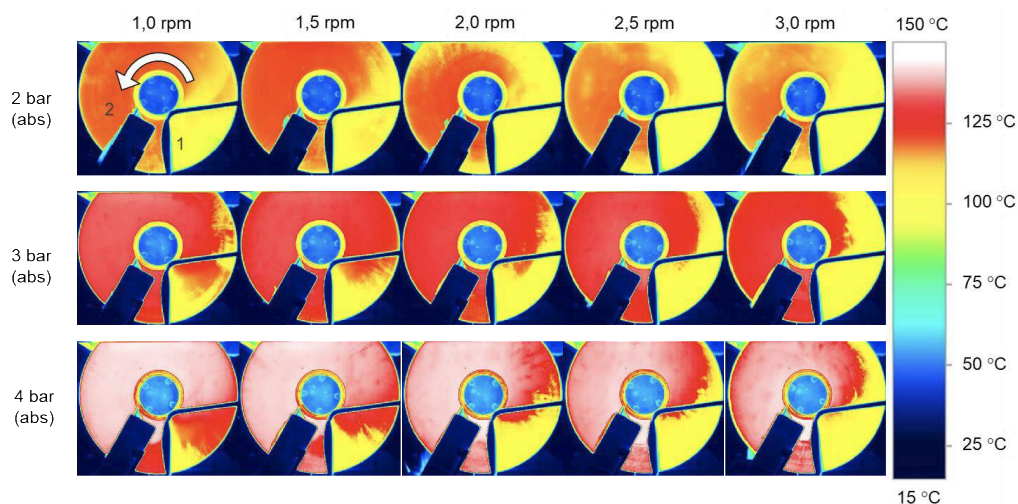 1,0 rpm 1,5 rpm 2,0 rpm 2,5 rpm 3,0 rpm 150 °C
2 bar
(abs)
2
1
125 °C
100 °C
3 bar
(abs)
75 °C
50 °C
4 bar
(abs)
25 °C
15 °C